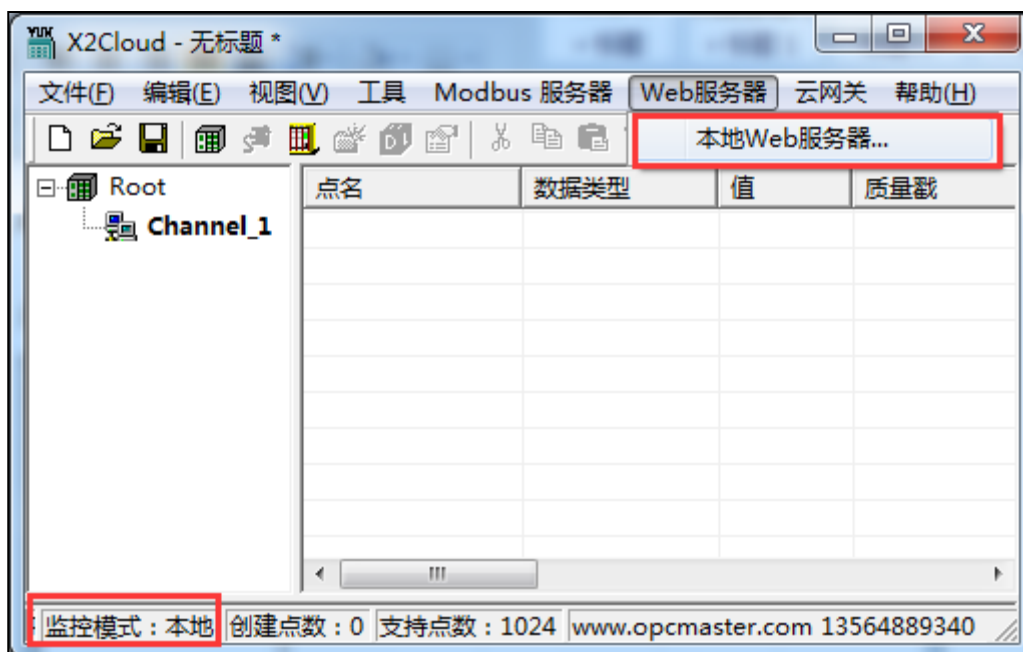 YUK X2Cloud - 无标题 *
文件(F) 编辑(E) 视图(V) 工具 Modbus 服务器 Web服务器 云网关 帮助(H)
本地Web服务器...
Root
Channel_1
点名 数据类型 值 质量戳
监控模式：本地 创建点数：0 支持点数：1024 www.opcmaster.com 13564889340